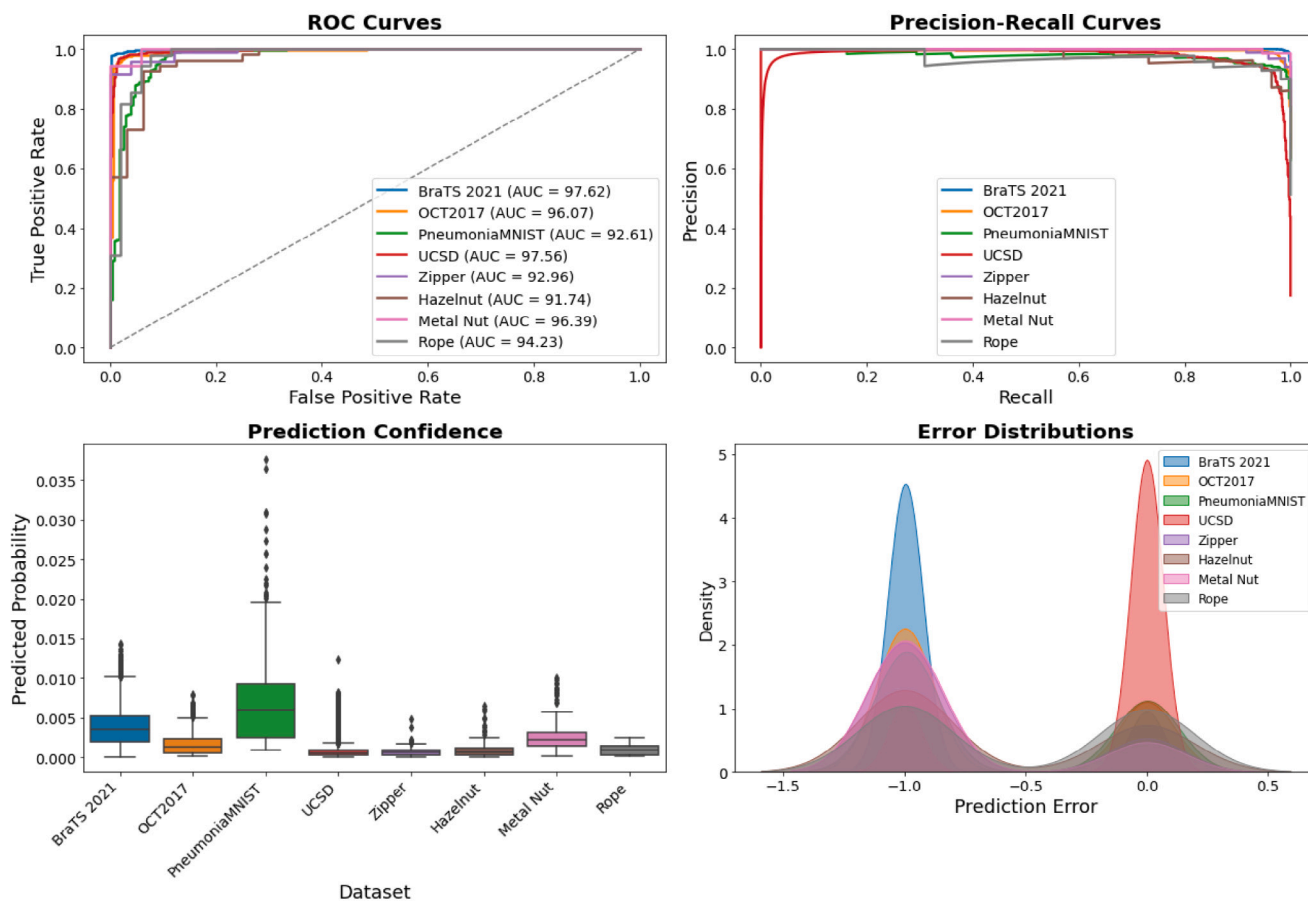 ROC Curves
True Positive Rate
1.0
0.8
0.6
0.4
0.2
0.0
BraTS 2021 (AUC = 97.62)
OCT2017 (AUC = 96.07)
PneumoniaMNIST (AUC = 92.61)
UCSD (AUC = 97.56)
Zipper (AUC = 92.96)
Hazelnut (AUC = 91.74)
Metal Nut (AUC = 96.39)
Rope (AUC = 94.23)
0.0 0.2 0.4 0.6 0.8 1.0
False Positive Rate
Precision-Recall Curves
Precision
1.0
0.8
0.6
0.4
0.2
0.0
BraTS 2021
OCT2017
PneumoniaMNIST
UCSD
Zipper
Hazelnut
Metal Nut
Rope
0.0 0.2 0.4 0.6 0.8 1.0
Recall
Prediction Confidence
Predicted Probability
0.035
0.030
0.025
0.020
0.015
0.010
0.005
0.000
BraTS 2021
OCT2017
PneumoniaMNIST
UCSD
Zipper
Hazelnut
Metal Nut
Rope
Dataset
Error Distributions
Density
5
4
3
2
1
0
BraTS 2021
OCT2017
PneumoniaMNIST
UCSD
Zipper
Hazelnut
Metal Nut
Rope
−1.5 −1.0 −0.5 0.0 0.5
Prediction Error